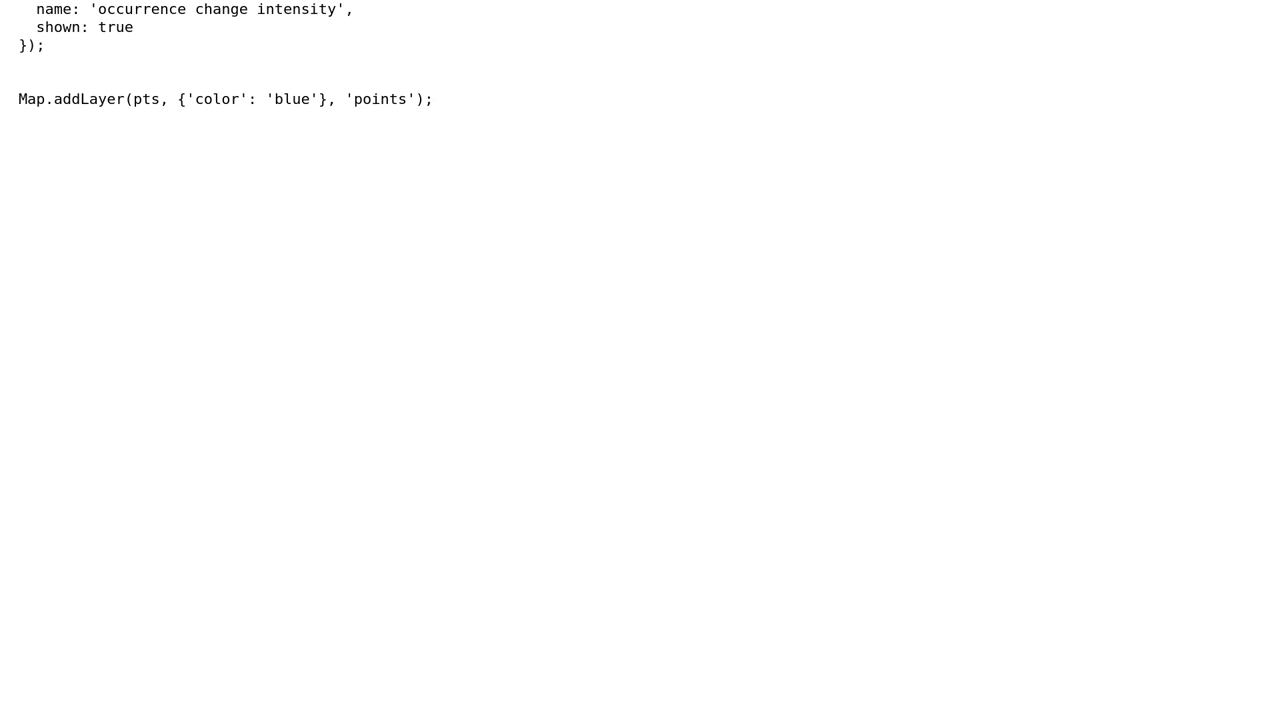 name: 'occurrence change intensity',
  shown: true
});
Map.addLayer(pts, {'color': 'blue'}, 'points');